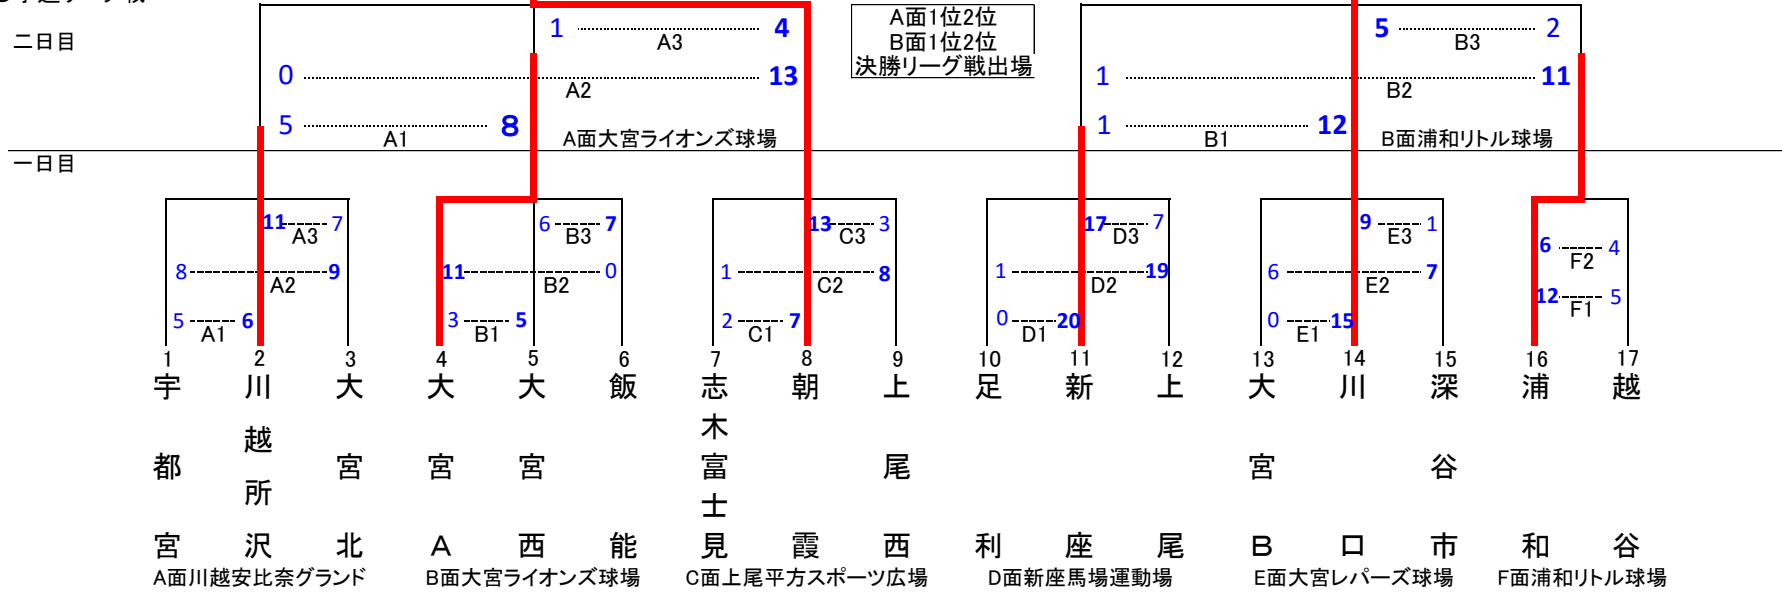 二日目
1 4
A3
A面1位2位
B面1位2位
決勝リーグ戦出場
5 2
B3
0 13
A2
1 11
B2
5 8
A1
A面大宮ライオンズ球場
1 12
B1
B面浦和リトル球場
一日目
11 7
A3
6 7
B3
13 3
C3
17 7
D3
9 1
E3
6 4
F2
8 9
A2
11 0
B2
1 8
C2
1 19
D2
6 7
E2
12 5
F1
5 6
A1
3 5
B1
2 7
C1
0 20
D1
0 15
E1
1 2 3 4 5 6 7 8 9 10 11 12 13 14 15 16 17
宇都宮
川越所沢
大宮北
大宮A
大宮西
飯能
志木富士見
朝霞
上尾西
足利
新座
上尾
大宮B
川口
深谷市
浦和
越谷
A面川越安比奈グランド
B面大宮ライオンズ球場
C面上尾平方スポーツ広場
D面新座馬場運動場
E面大宮レパーズ球場
F面浦和リトル球場